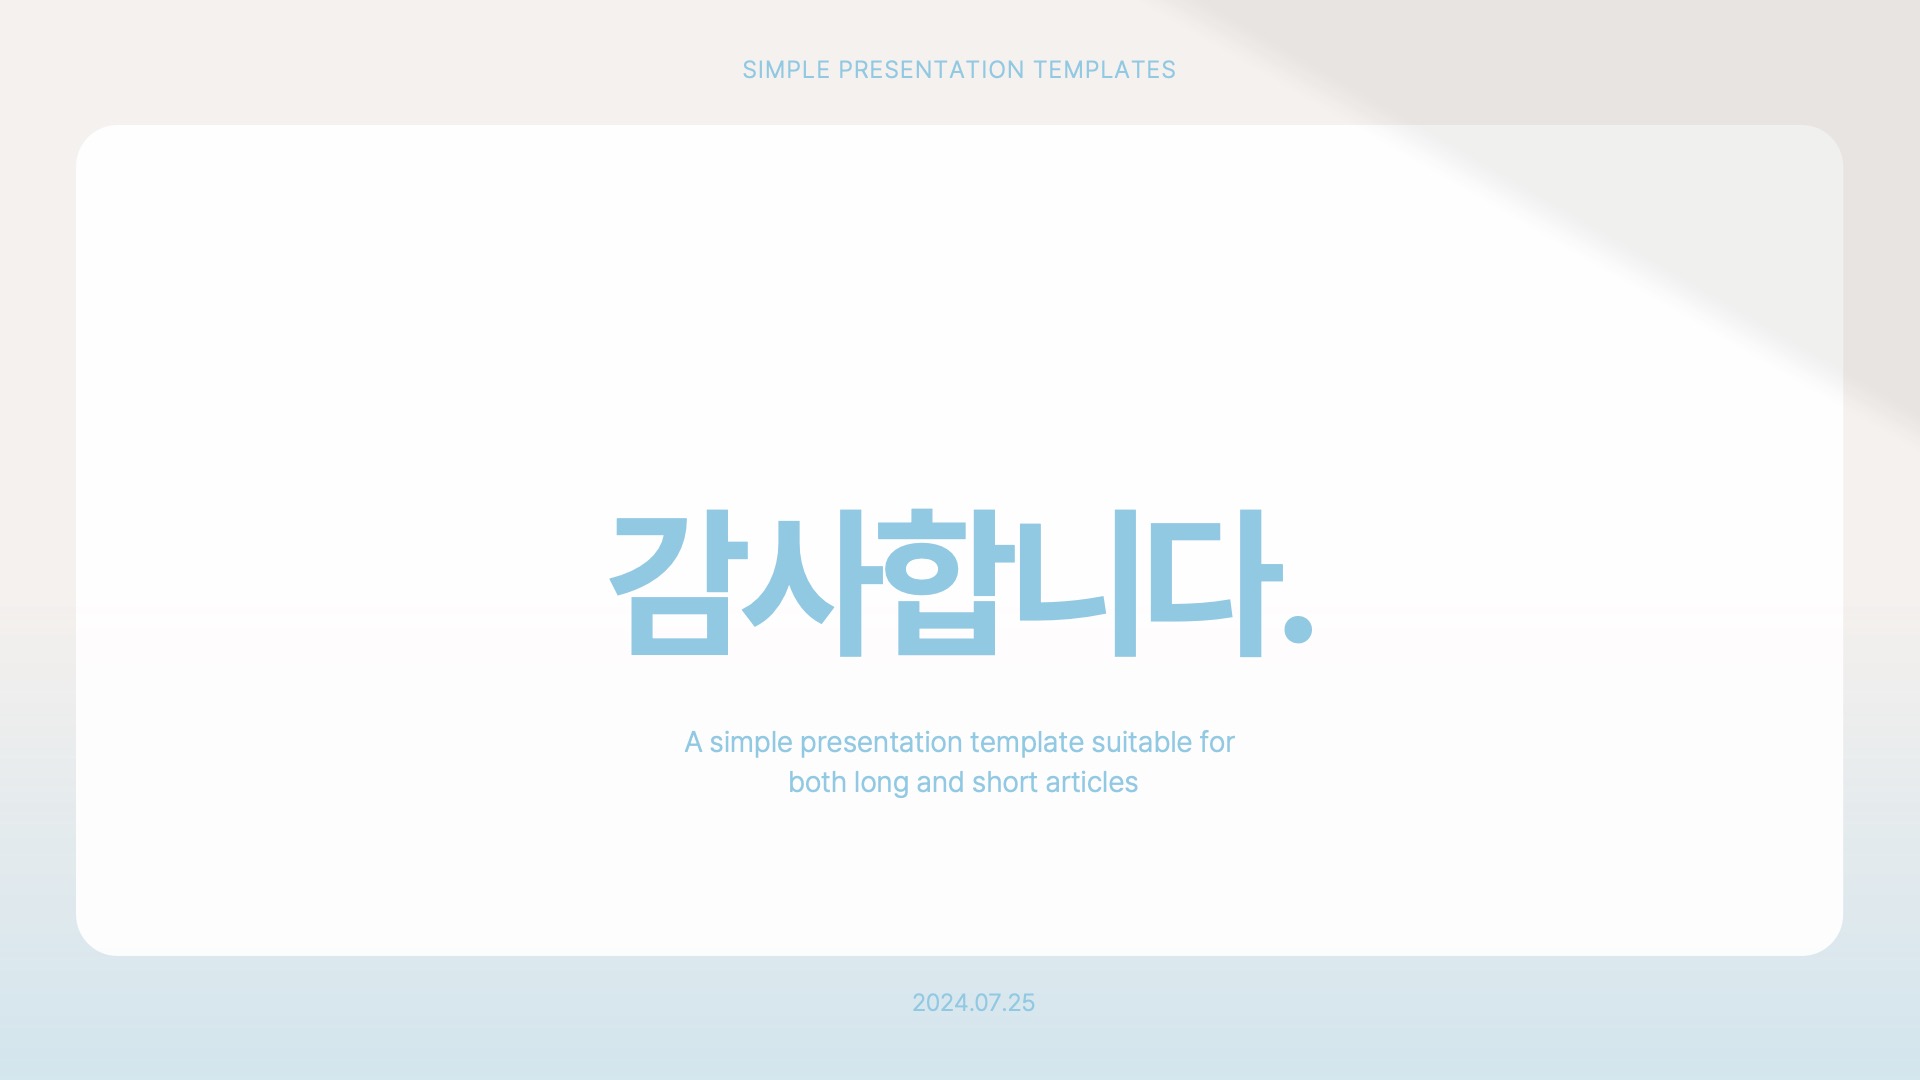 SIMPLE PRESENTATION TEMPLATES
감사합니다.
A simple presentation template suitable for
both long and short articles
2024.07.25